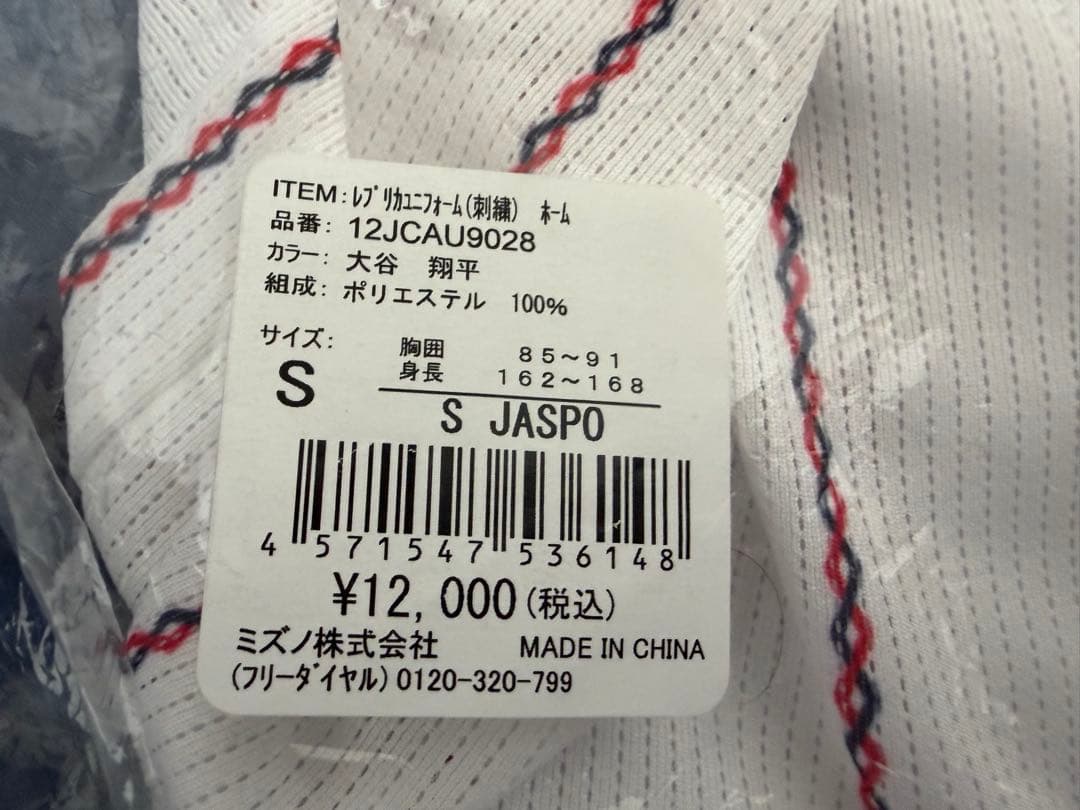 ITEM:ﾚﾌﾟﾘｶﾕﾆﾌｫｰﾑ(刺繍) ﾎｰﾑ
品番: 12JCAU9028
カラー: 大谷 翔平
組成: ポリエステル 100%
サイズ:
S
胸囲 85~91
身長 162~168
S JASPO
4 571547 536148
¥12,000(税込)
ミズノ株式会社 MADE IN CHINA
(フリーダイヤル)0120-320-799